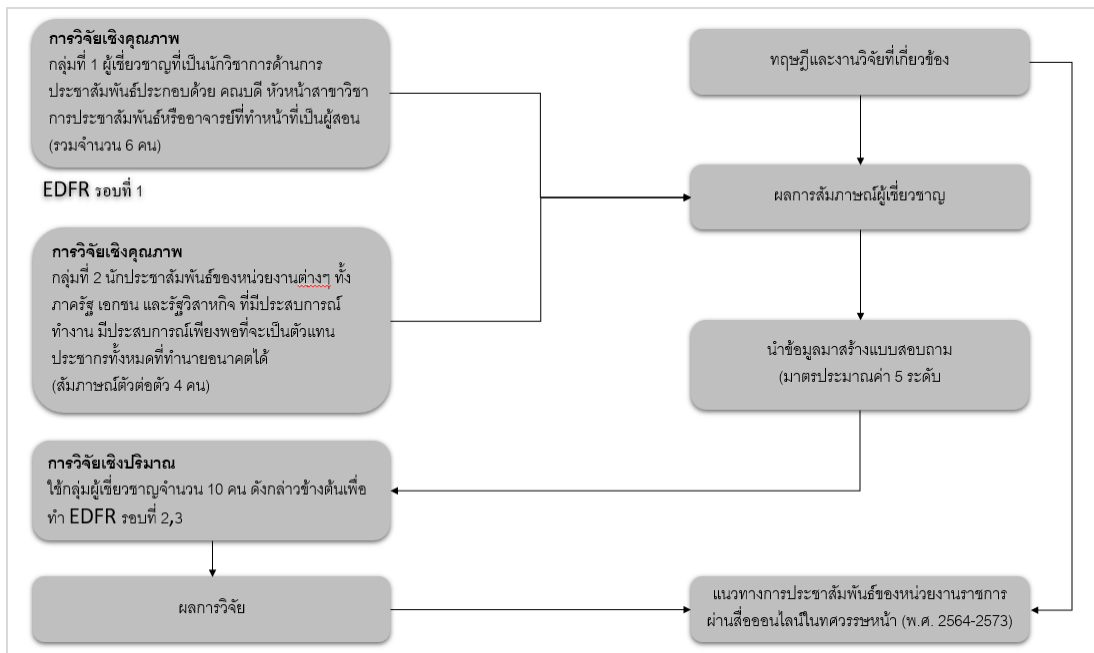 การวิจัยเชิงคุณภาพ
กลุ่มที่ 1 ผู้เชี่ยวชาญที่เป็นนักวิชาการด้านการ
ประชาสัมพันธ์ประกอบด้วย คณบดี หัวหน้าสาขาวิชา
การประชาสัมพันธ์หรืออาจารย์ที่ทำหน้าที่เป็นผู้สอน
(รวมจำนวน 6 คน)
EDFR รอบที่ 1
การวิจัยเชิงคุณภาพ
กลุ่มที่ 2 นักประชาสัมพันธ์ของหน่วยงานต่างๆ ทั้ง
ภาครัฐ เอกชน และรัฐวิสาหกิจ ที่มีประสบการณ์
ทำงาน มีประสบการณ์เพียงพอที่จะเป็นตัวแทน
ประชากรทั้งหมดที่ทำนายอนาคตได้
(สัมภาษณ์ตัวต่อตัว 4 คน)
การวิจัยเชิงปริมาณ
ใช้กลุ่มผู้เชี่ยวชาญจำนวน 10 คน ดังกล่าวข้างต้นเพื่อ
ทำ EDFR รอบที่ 2,3
ผลการวิจัย
ทฤษฎีและงานวิจัยที่เกี่ยวข้อง
ผลการสัมภาษณ์ผู้เชี่ยวชาญ
นำข้อมูลมาสร้างแบบสอบถาม
(มาตรประมาณค่า 5 ระดับ
แนวทางการประชาสัมพันธ์ของหน่วยงานราชการ
ผ่านสื่อออนไลน์ในทศวรรษหน้า (พ.ศ. 2564-2573)